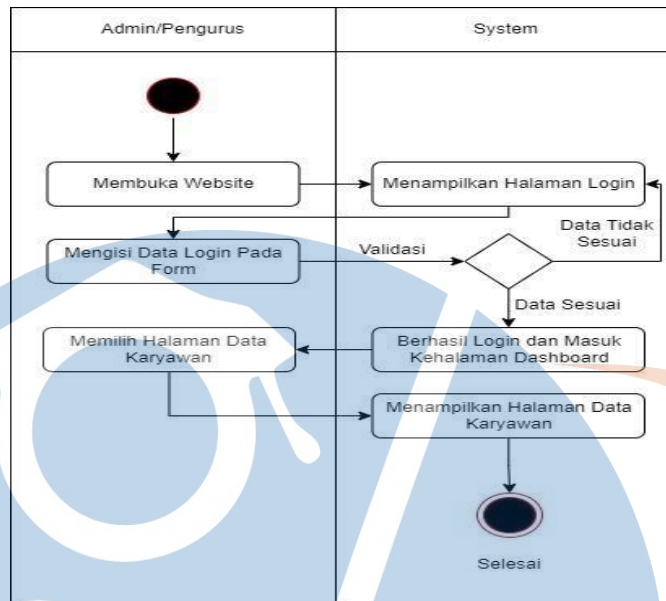 Admin/Pengurus
System
Membuka Website
Menampilkan Halaman Login
Data Tidak
Sesuai
Mengisi Data Login Pada
Form
Validasi
Data Sesuai
Memilih Halaman Data
Karyawan
Berhasil Login dan Masuk
Kehalaman Dashboard
Menampilkan Halaman Data
Karyawan
Selesai